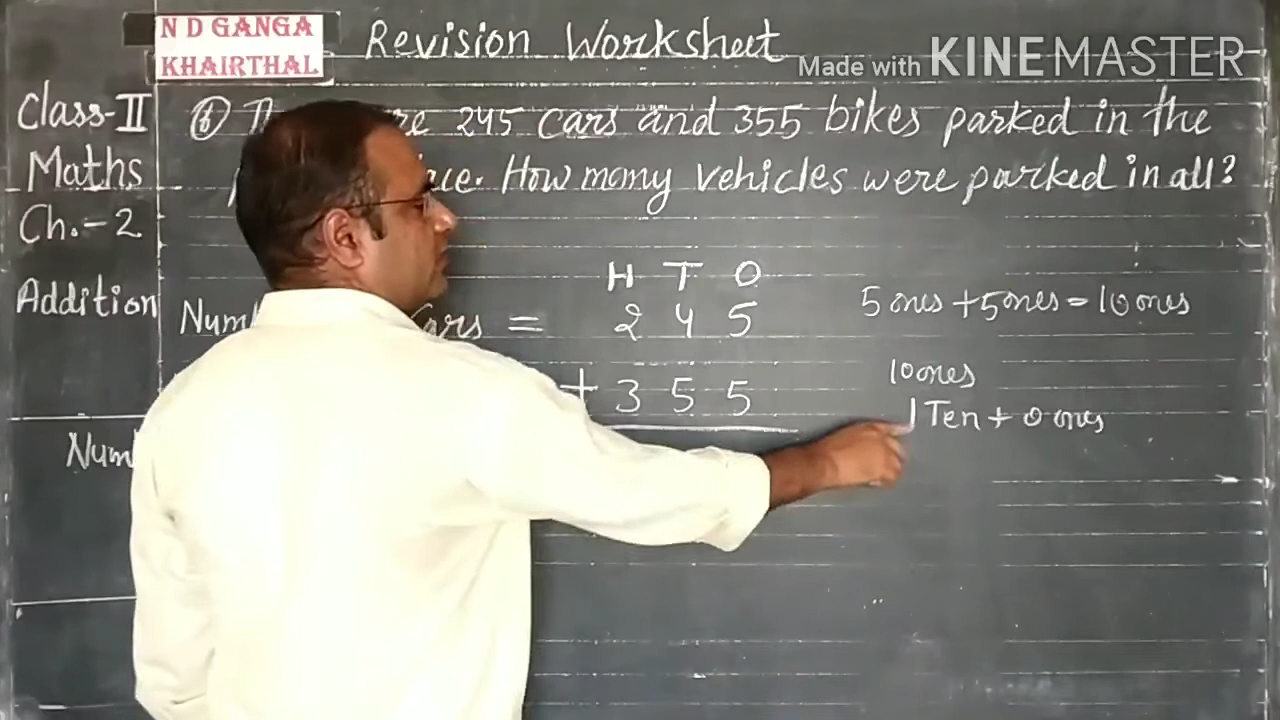 N D GANGA
KHAIRTHAL
Revision Worksheet
Made with KINEMASTER
Class-II
Maths
Ch.-2
Addition
245 cars and 355 bikes parked in the
How many vehicles were parked in all?
H T O
Cars = 2 4 5
+ 3 5 5
5 ones + 5 ones = 10 ones
10 ones
1 Ten + 0 ones